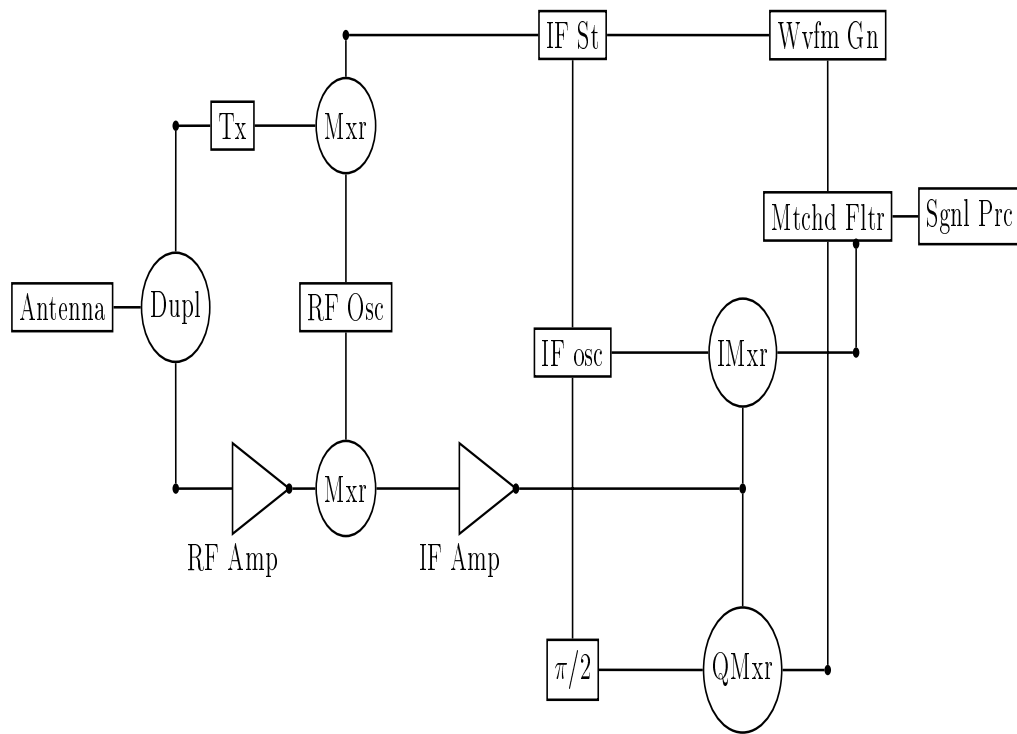 IF St
Wvfm Gn
Tx
Mxr
Mtchd Fltr
Sgnl Prc
Antenna
Dupl
RF Osc
IF osc
IMxr
Mxr
RF Amp
IF Amp
π/2
QMxr